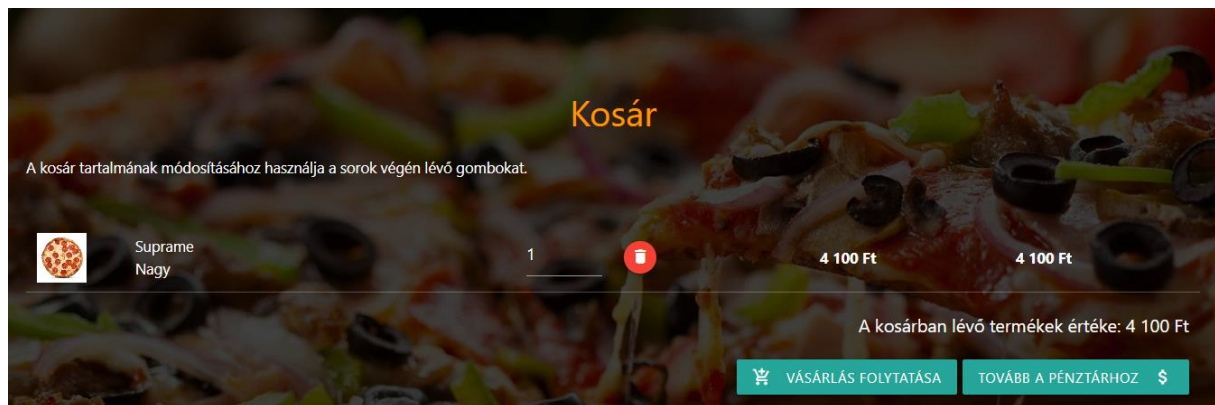 Kosár
A kosár tartalmának módosításához használja a sorok végén lévő gombokat.
Suprame
Nagy
1
4 100 Ft
4 100 Ft
A kosárban lévő termékek értéke: 4 100 Ft
VÁSÁRLÁS FOLYTATÁSA
TOVÁBB A PÉNZTÁRHOZ $